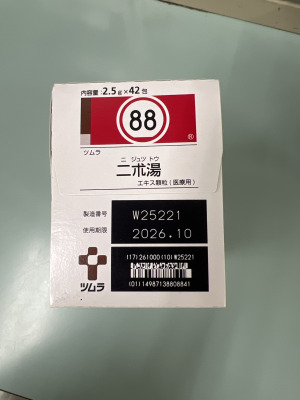 内容量：2.5g×42包
88
®
ツムラ
ニ ジュツ トウ
二朮湯
エキス顆粒(医療用)
製造番号 W25221
使用期限 2026.10
ツムラ
(17)261000(10)W25221
(01)14987138808841